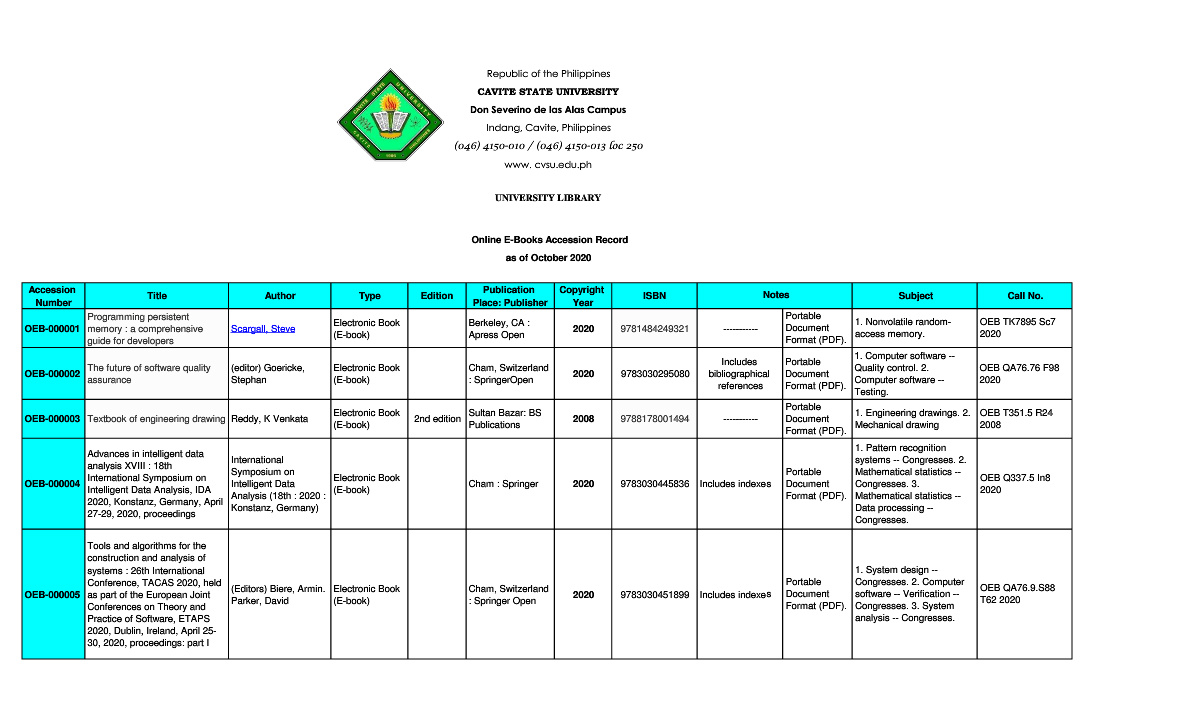 Republic of the Philippines
CAVITE STATE UNIVERSITY
Don Severino de las Alas Campus
Indang, Cavite, Philippines
(046) 4150-010 / (046) 4150-013 loc 250
www. cvsu.edu.ph
CAVITE STATE UNIVERSITY
CAVITE
UNIVERSITY LIBRARY
Online E-Books Accession Record
as of October 2020
Accession
Number
Title
Author
Type
Edition
Publication
Place: Publisher
Copyright
Year
ISBN
Notes
Subject
Call No.
OEB-000001
Programming persistent
memory : a comprehensive
guide for developers
Scargall, Steve
Electronic Book
(E-book)
Berkeley, CA :
Apress Open
2020
9781484249321
-----------
Portable
Document
Format (PDF).
1. Nonvolatile random-
access memory.
OEB TK7895 Sc7
2020
OEB-000002
The future of software quality
assurance
(editor) Goericke,
Stephan
Electronic Book
(E-book)
Cham, Switzerland
: SpringerOpen
2020
9783030295080
Includes
bibliographical
references
Portable
Document
Format (PDF).
1. Computer software --
Quality control. 2.
Computer software --
Testing.
OEB QA76.76 F98
2020
OEB-000003
Textbook of engineering drawing
Reddy, K Venkata
Electronic Book
(E-book)
2nd edition
Sultan Bazar: BS
Publications
2008
9788178001494
-----------
Portable
Document
Format (PDF).
1. Engineering drawings. 2.
Mechanical drawing
OEB T351.5 R24
2008
OEB-000004
Advances in intelligent data
analysis XVIII : 18th
International Symposium on
Intelligent Data Analysis, IDA
2020, Konstanz, Germany, April
27-29, 2020, proceedings
International
Symposium on
Intelligent Data
Analysis (18th : 2020 :
Konstanz, Germany)
Electronic Book
(E-book)
Cham : Springer
2020
9783030445836
Includes indexes
Portable
Document
Format (PDF).
1. Pattern recognition
systems -- Congresses. 2.
Mathematical statistics --
Congresses. 3.
Mathematical statistics --
Data processing --
Congresses.
OEB Q337.5 In8
2020
OEB-000005
Tools and algorithms for the
construction and analysis of
systems : 26th International
Conference, TACAS 2020, held
as part of the European Joint
Conferences on Theory and
Practice of Software, ETAPS
2020, Dublin, Ireland, April 25-
30, 2020, proceedings: part I
(Editors) Biere, Armin.
Parker, David
Electronic Book
(E-book)
Cham, Switzerland
: Springer Open
2020
9783030451899
Includes indexes
Portable
Document
Format (PDF).
1. System design --
Congresses. 2. Computer
software -- Verification --
Congresses. 3. System
analysis -- Congresses.
OEB QA76.9.S88
T62 2020